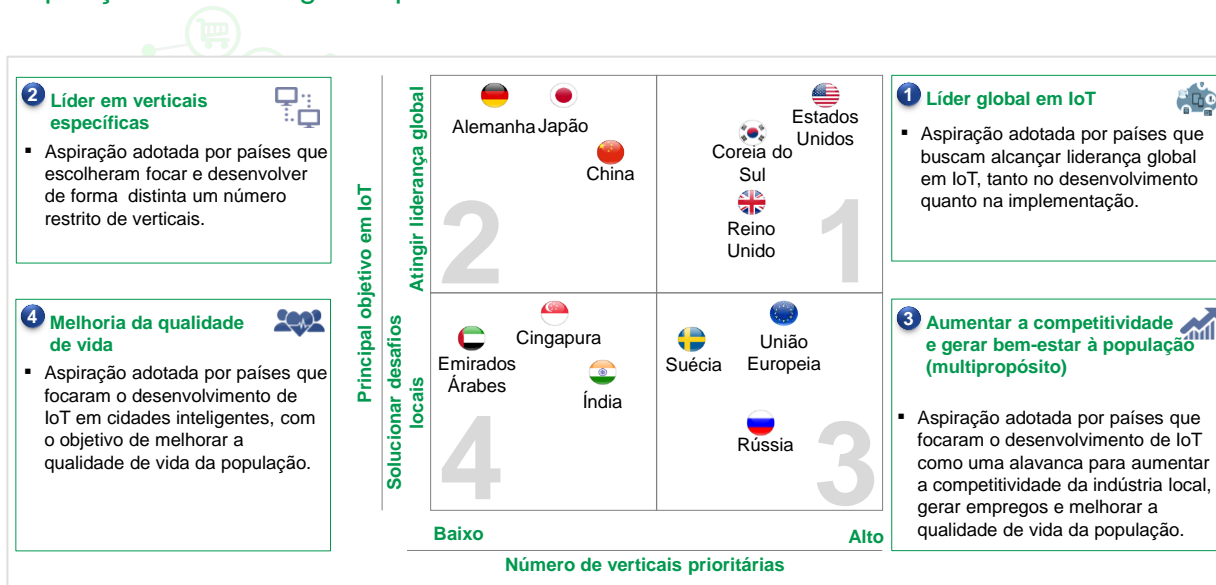 2 Líder em verticais
específicas
▪ Aspiração adotada por países que
escolheram focar e desenvolver
de forma distinta um número
restrito de verticais.
4 Melhoria da qualidade
de vida
▪ Aspiração adotada por países que
focaram o desenvolvimento de
IoT em cidades inteligentes, com
o objetivo de melhorar a
qualidade de vida da população.
Principal objetivo em IoT
Atingir liderança global
Solucionar desafios
locais
Alemanha
Japão
China
2
Estados
Unidos
Coreia do
Sul
Reino
Unido
1
Cingapura
Emirados
Árabes
Índia
4
Suécia
União
Europeia
Rússia
3
Baixo
Alto
Número de verticais prioritárias
1 Líder global em IoT
▪ Aspiração adotada por países que
buscam alcançar liderança global
em IoT, tanto no desenvolvimento
quanto na implementação.
3 Aumentar a competitividade
e gerar bem-estar à população
(multipropósito)
▪ Aspiração adotada por países que
focaram o desenvolvimento de IoT
como uma alavanca para aumentar
a competitividade da indústria local,
gerar empregos e melhorar a
qualidade de vida da população.